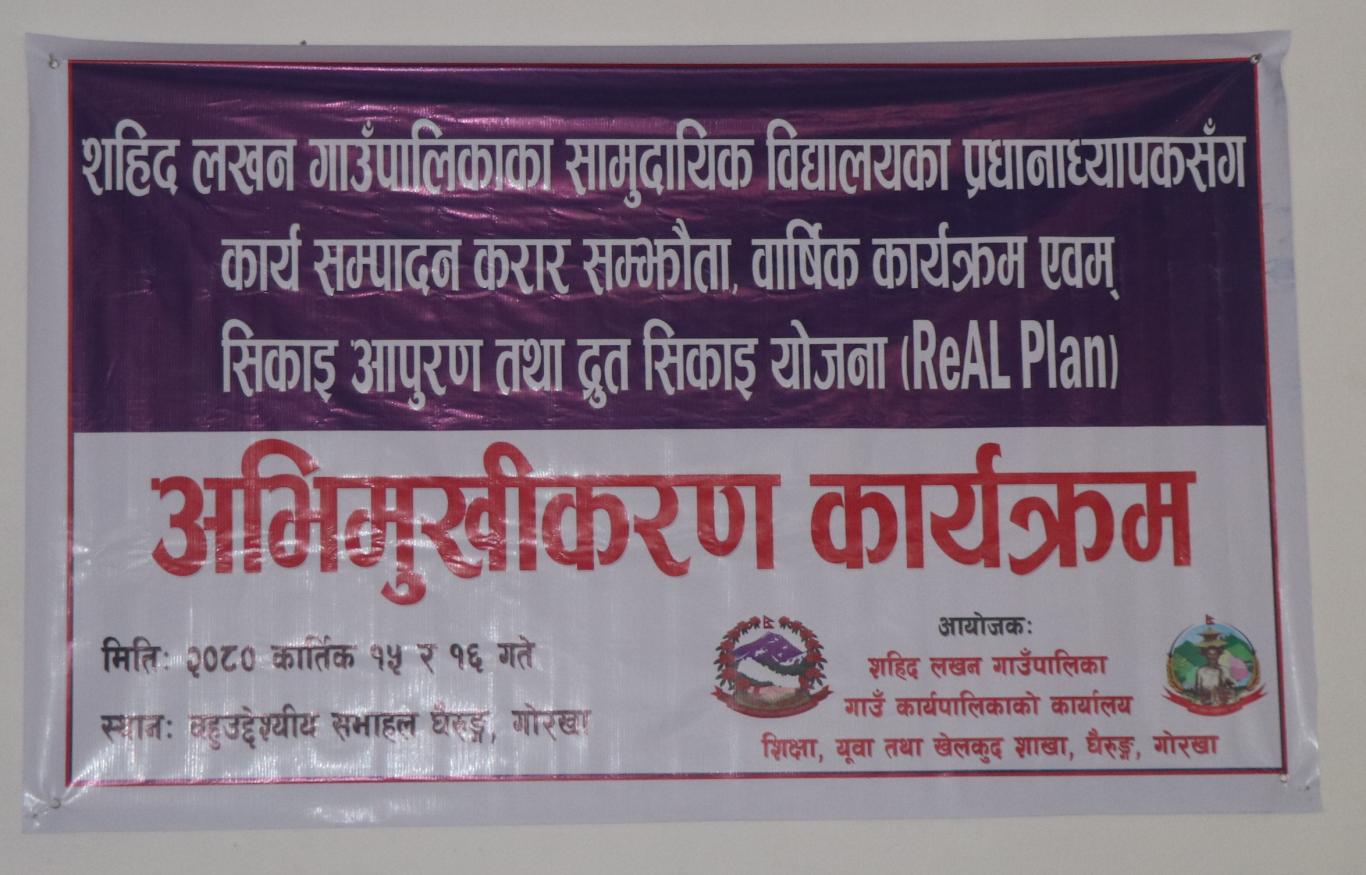 शहिद लखन गाउँपालिकाका सामुदायिक विद्यालयका प्रधानाध्यापकसँग
कार्य सम्पादन करार सम्झौता, वार्षिक कार्यक्रम एवम्
सिकाइ आपुरण तथा द्रुत सिकाइ योजना (ReAL Plan)
अभिमुखीकरण कार्यक्रम
मितिः २०८० कार्तिक १५ र १६ गते
स्थानः बहुउद्देश्यीय सभाहल घैरुङ्ग, गोरखा
आयोजकः
शहिद लखन गाउँपालिका
गाउँ कार्यपालिकाको कार्यालय
शिक्षा, यूवा तथा खेलकुद शाखा, घैरुङ्ग, गोरखा